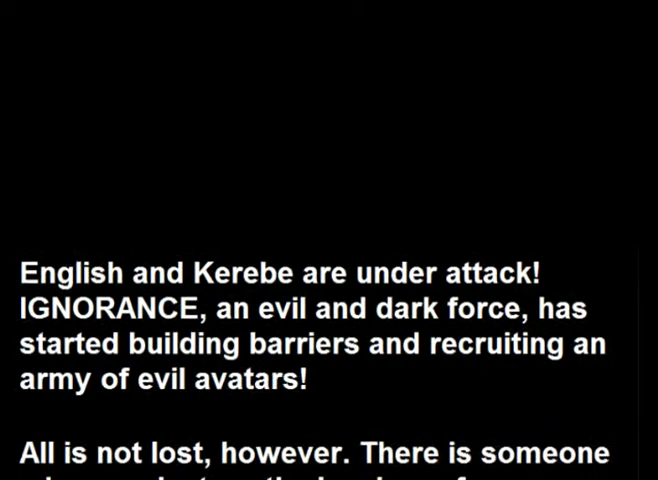 English and Kerebe are under attack!
IGNORANCE, an evil and dark force, has
started building barriers and recruiting an
army of evil avatars!
All is not lost, however. There is someone